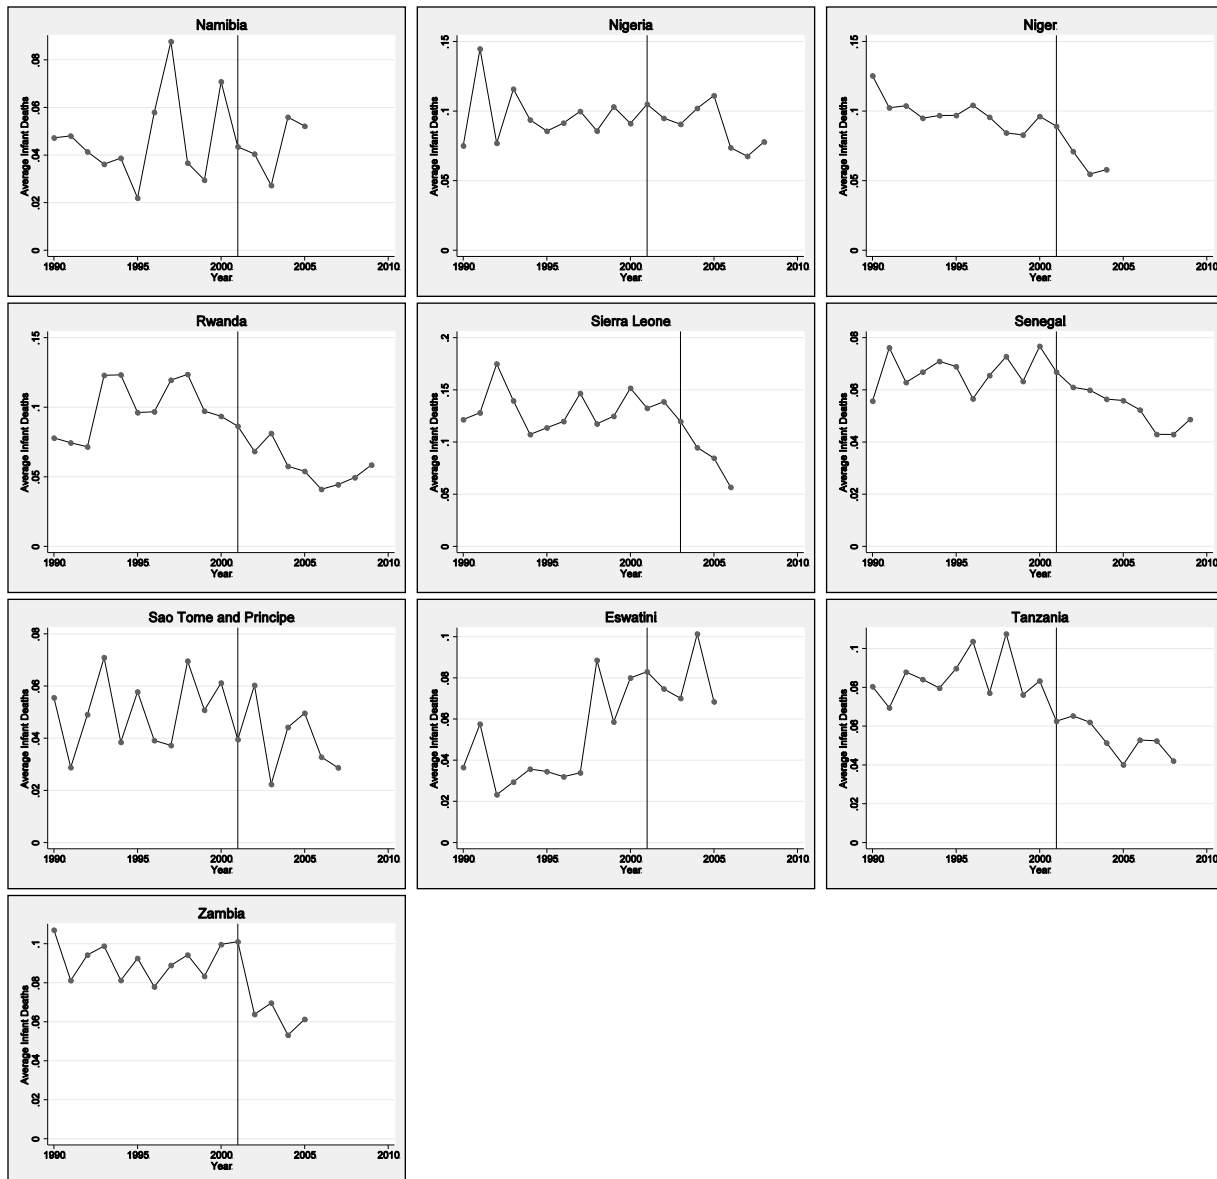 Namibia
Average Infant Deaths
.08
.06
.04
.02
0
1990 1995 2000 2005 2010
Year
Nigeria
Average Infant Deaths
.15
.1
.05
0
1990 1995 2000 2005 2010
Year
Niger
Average Infant Deaths
.15
.1
.05
0
1990 1995 2000 2005 2010
Year
Rwanda
Average Infant Deaths
.15
.1
.05
0
1990 1995 2000 2005 2010
Year
Sierra Leone
Average Infant Deaths
.2
.15
.1
.05
0
1990 1995 2000 2005 2010
Year
Senegal
Average Infant Deaths
.08
.06
.04
.02
0
1990 1995 2000 2005 2010
Year
Sao Tome and Principe
Average Infant Deaths
.08
.06
.04
.02
0
1990 1995 2000 2005 2010
Year
Eswatini
Average Infant Deaths
.1
.08
.06
.04
.02
0
1990 1995 2000 2005 2010
Year
Tanzania
Average Infant Deaths
.1
.08
.06
.04
.02
0
1990 1995 2000 2005 2010
Year
Zambia
Average Infant Deaths
.1
.08
.06
.04
.02
0
1990 1995 2000 2005 2010
Year